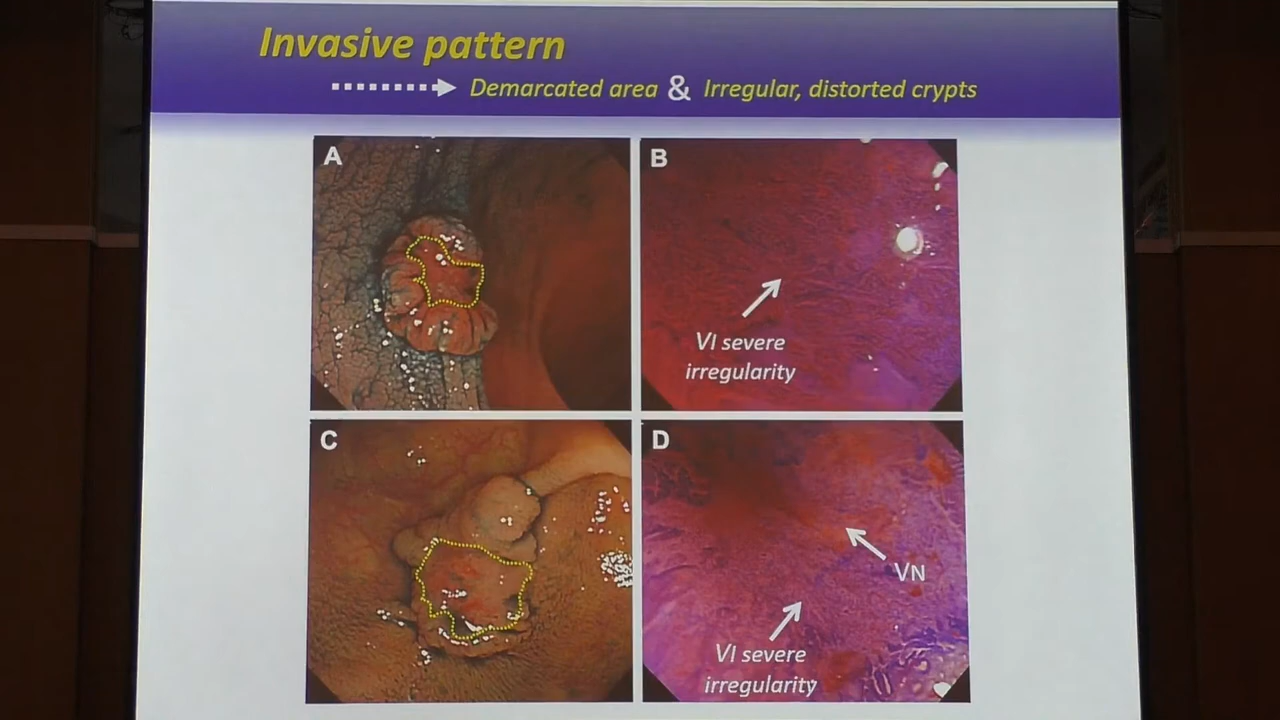 Invasive pattern
Demarcated area & Irregular, distorted crypts
A
B
VI severe
irregularity
C
D
VN
VI severe
irregularity